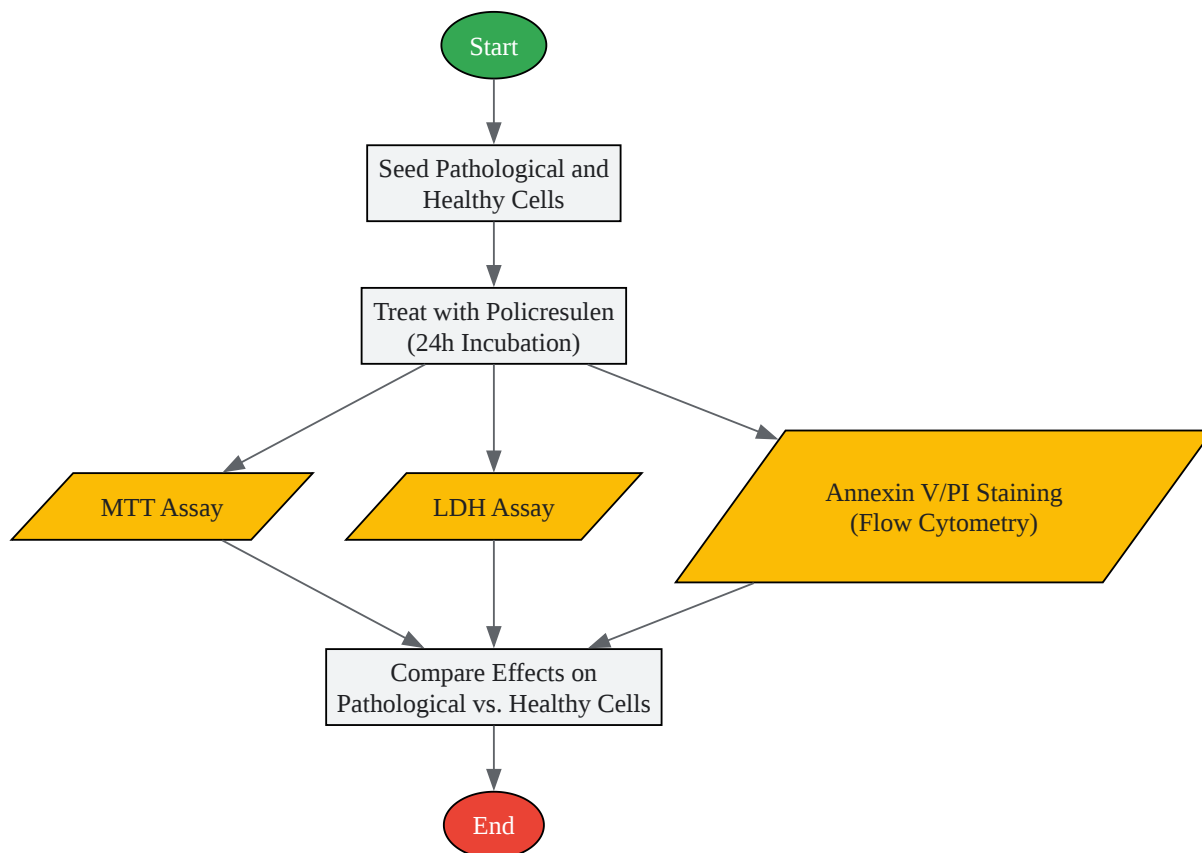 Start
Seed Pathological and
Healthy Cells
Treat with Policresulen
(24h Incubation)
MTT Assay
LDH Assay
Annexin V/PI Staining
(Flow Cytometry)
Compare Effects on
Pathological vs. Healthy Cells
End